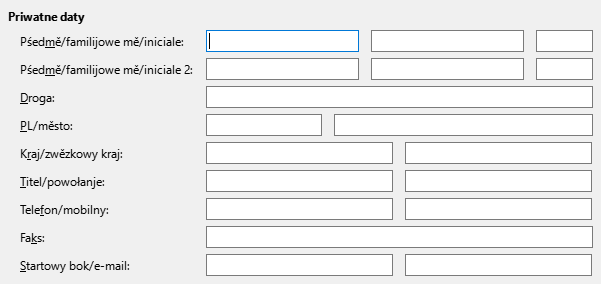 Priwatne daty
Pśedmě/familijowe mě/iniciale:
Pśedmě/familijowe mě/iniciale 2:
Droga:
PL/město:
Kraj/zwězkowy kraj:
Titel/powołanje:
Telefon/mobilny:
Faks:
Startowy bok/e-mail: